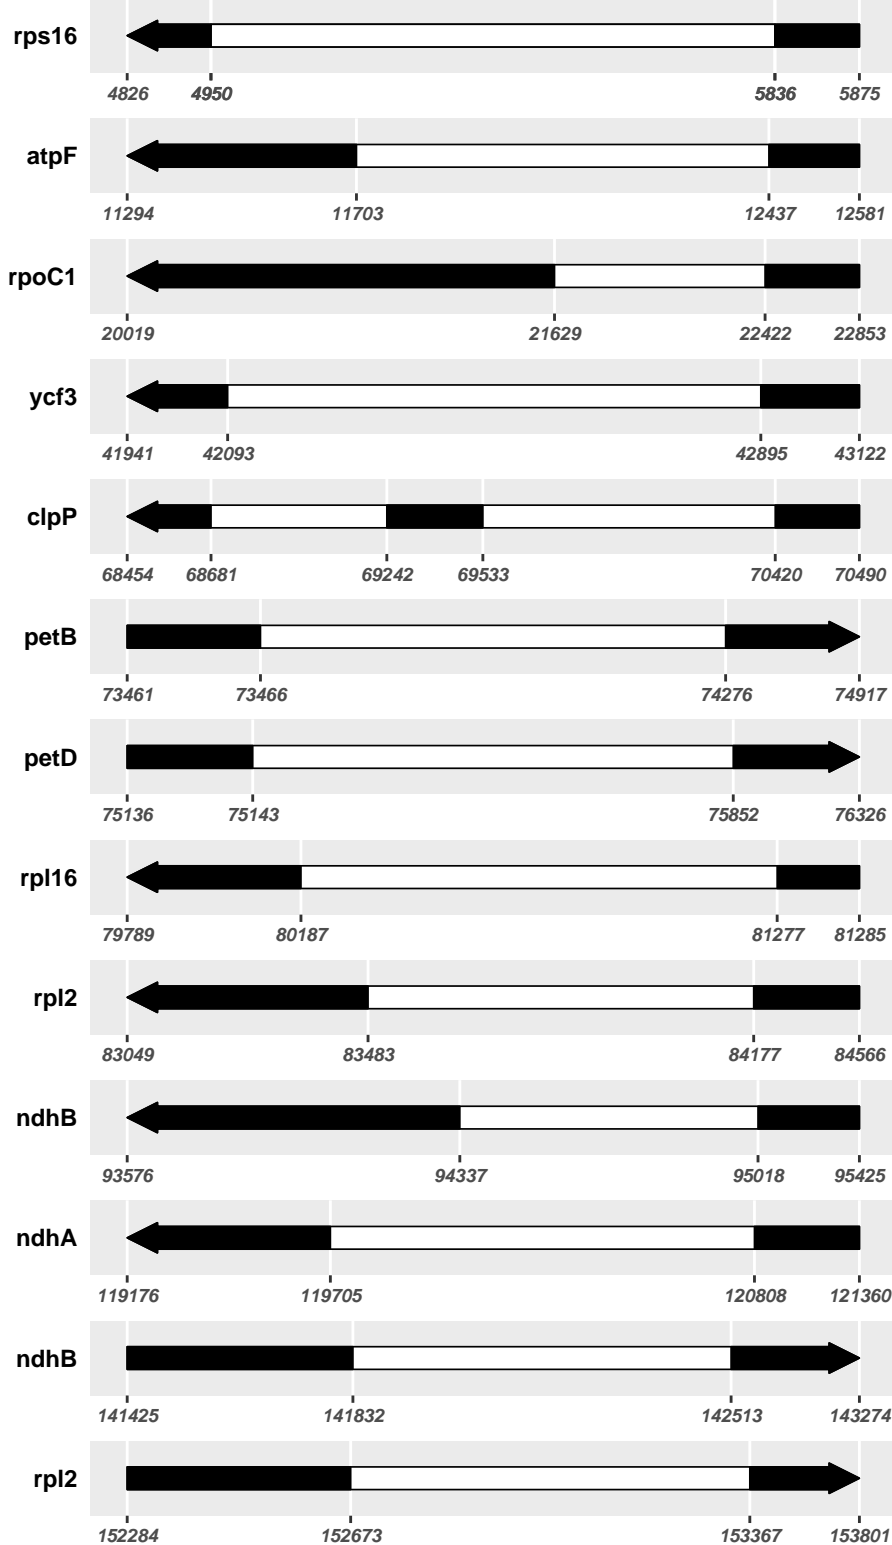 rps16
4826 4950 5836 5875
atpF
11294 11703 12437 12581
rpoC1
20019 21629 22422 22853
ycf3
41941 42093 42895 43122
clpP
68454 68681 69242 69533 70420 70490
petB
73461 73466 74276 74917
petD
75136 75143 75852 76326
rpl16
79789 80187 81277 81285
rpl2
83049 83483 84177 84566
ndhB
93576 94337 95018 95425
ndhA
119176 119705 120808 121360
ndhB
141425 141832 142513 143274
rpl2
152284 152673 153367 153801